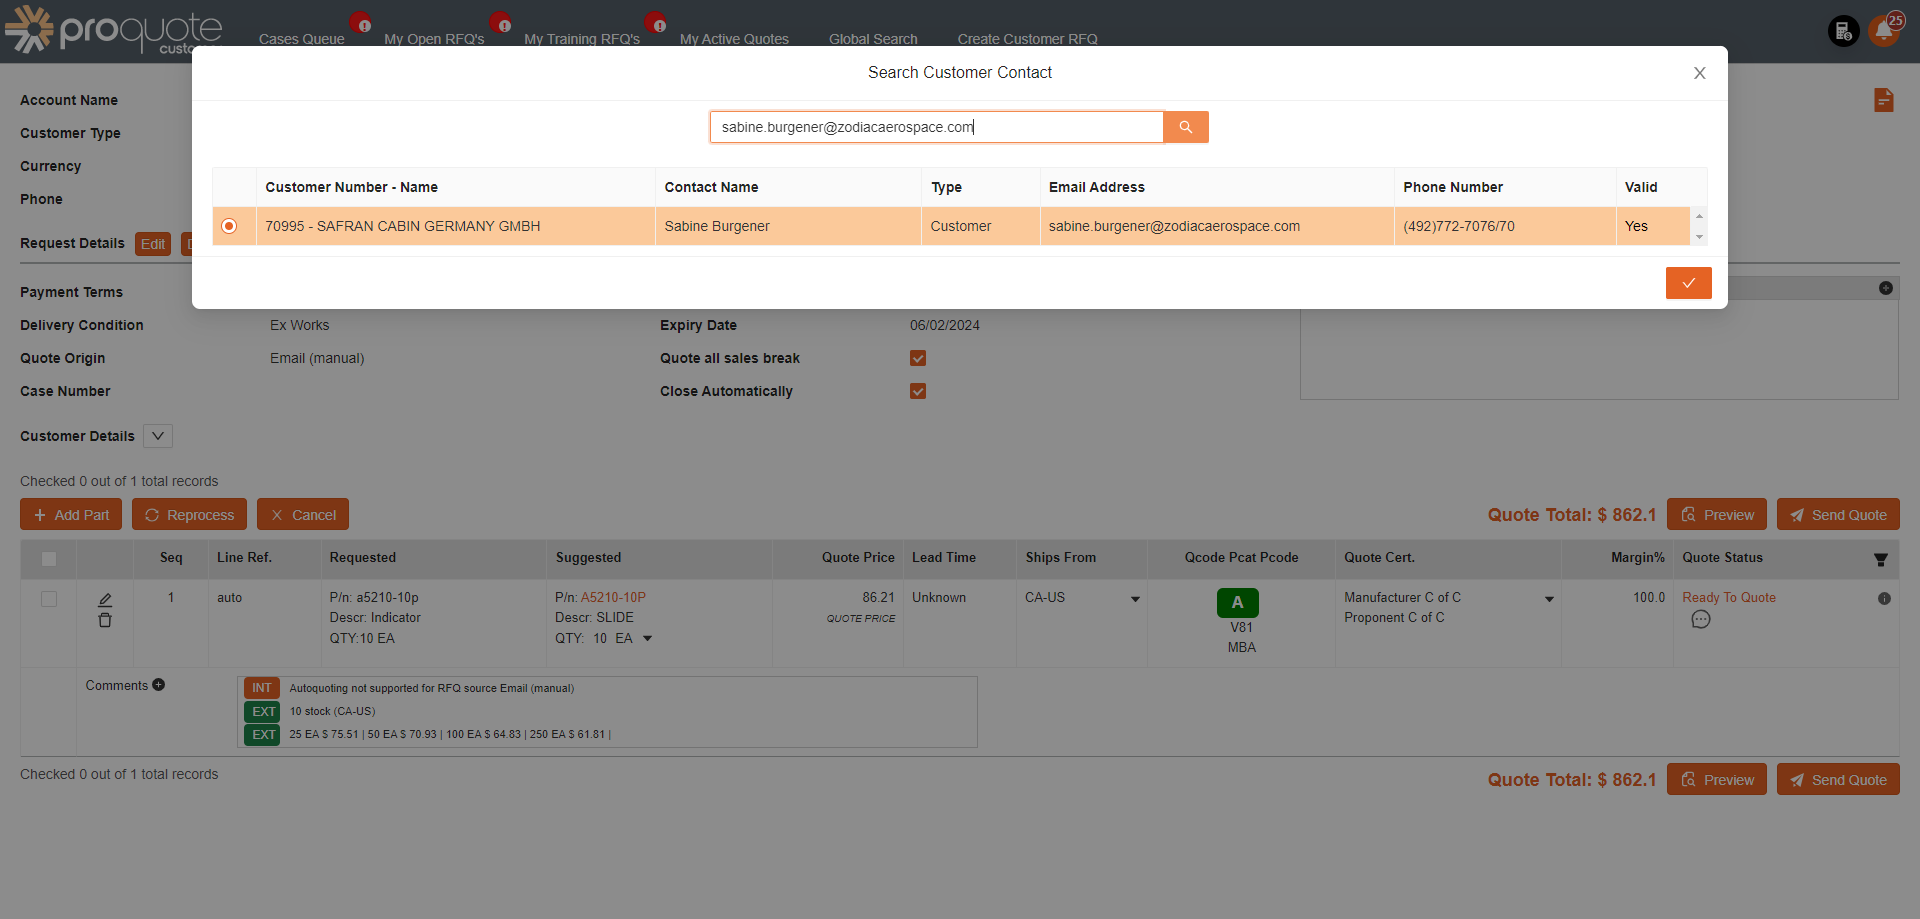 proquote
Cases Queue
My Open RFQ's
My Training RFQ's
My Active Quotes
Global Search
Create Customer RFQ
25
Search Customer Contact
sabine.burgener@zodiacaerospace.com
Customer Number - Name Contact Name Type Email Address Phone Number Valid
70995 - SAFRAN CABIN GERMANY GMBH Sabine Burgener Customer sabine.burgener@zodiacaerospace.com (492)772-7076/70 Yes
Account Name
Customer Type
Currency
Phone
Request Details Edit
Payment Terms
Delivery Condition Ex Works Expiry Date 06/02/2024
Quote Origin Email (manual) Quote all sales break
Case Number Close Automatically
Customer Details
Checked 0 out of 1 total records
Add Part Reprocess Cancel Quote Total: $ 862.1 Preview Send Quote
Seq Line Ref. Requested Suggested Quote Price Lead Time Ships From Qcode Pcat Pcode Quote Cert. Margin% Quote Status
1 auto P/n: a5210-10p P/n: A5210-10P 86.21 Unknown CA-US A Manufacturer C of C 100.0 Ready To Quote
Descr: Indicator Descr: SLIDE QUOTE PRICE V81 Proponent C of C
QTY:10 EA QTY: 10 EA MBA
Comments INT Autoquoting not supported for RFQ source Email (manual)
EXT 10 stock (CA-US)
EXT 25 EA $ 75.51 | 50 EA $ 70.93 | 100 EA $ 64.83 | 250 EA $ 61.81 |
Checked 0 out of 1 total records
Quote Total: $ 862.1 Preview Send Quote